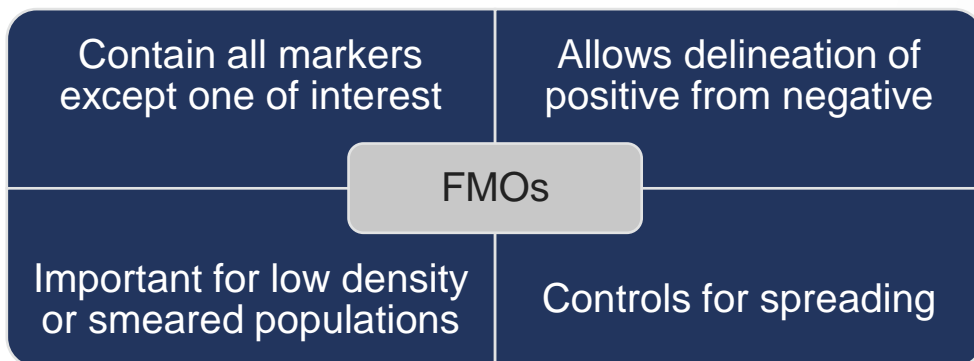 Contain all markers
except one of interest
Allows delineation of
positive from negative
FMOs
Important for low density
or smeared populations
Controls for spreading